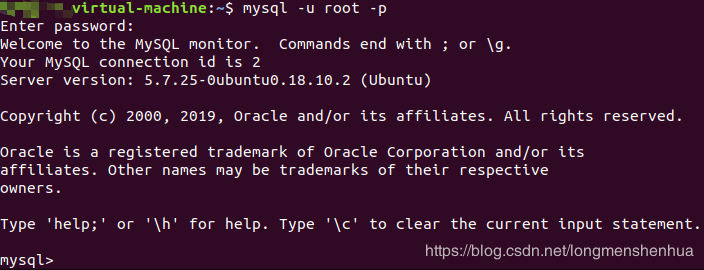 virtual-machine:~$ mysql -u root -p
Enter password:
Welcome to the MySQL monitor.  Commands end with ; or \g.
Your MySQL connection id is 2
Server version: 5.7.25-0ubuntu0.18.10.2 (Ubuntu)
Copyright (c) 2000, 2019, Oracle and/or its affiliates. All rights reserved.
Oracle is a registered trademark of Oracle Corporation and/or its
affiliates. Other names may be trademarks of their respective
owners.
Type 'help;' or '\h' for help. Type '\c' to clear the current input statement.
https://blog.csdn.net/longmenshenhua
mysql>